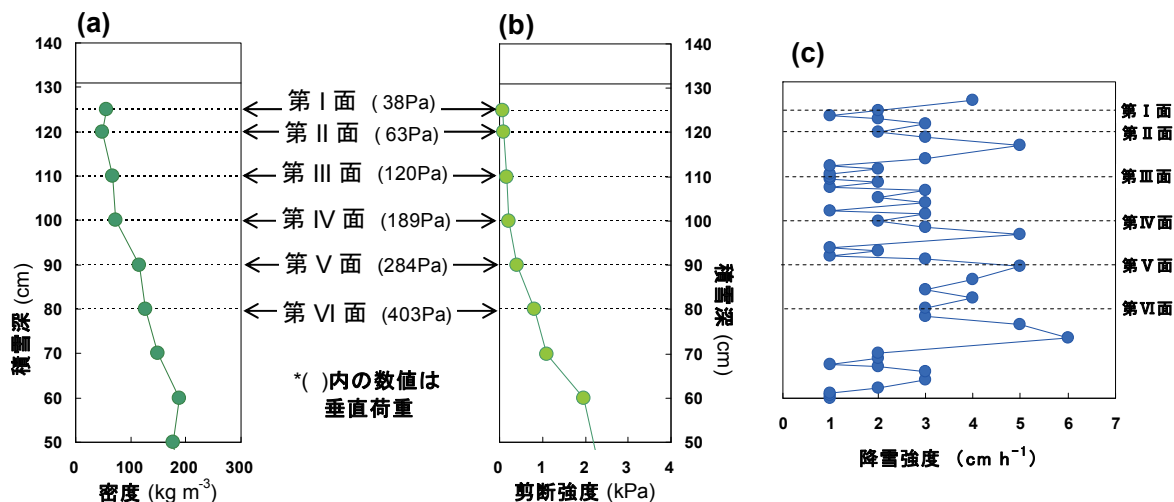 (a)
140
130
120
110
100
90
80
70
60
50
積雪深 (cm)
0 100 200 300
密度 (kg m-3)
第 I 面 ( 38Pa)
第 II 面 ( 63Pa)
第 III 面 (120Pa)
第 IV 面 (189Pa)
第 V 面 (284Pa)
第 VI 面 (403Pa)
*( )内の数値は
垂直荷重
(b)
140
130
120
110
100
90
80
70
60
50
積雪深 (cm)
0 1 2 3 4
剪断強度 (kPa)
(c)
第 I 面
第 II 面
第 III 面
第 IV 面
第 V 面
第 VI 面
0 1 2 3 4 5 6 7
降雪強度 (cm h−1)